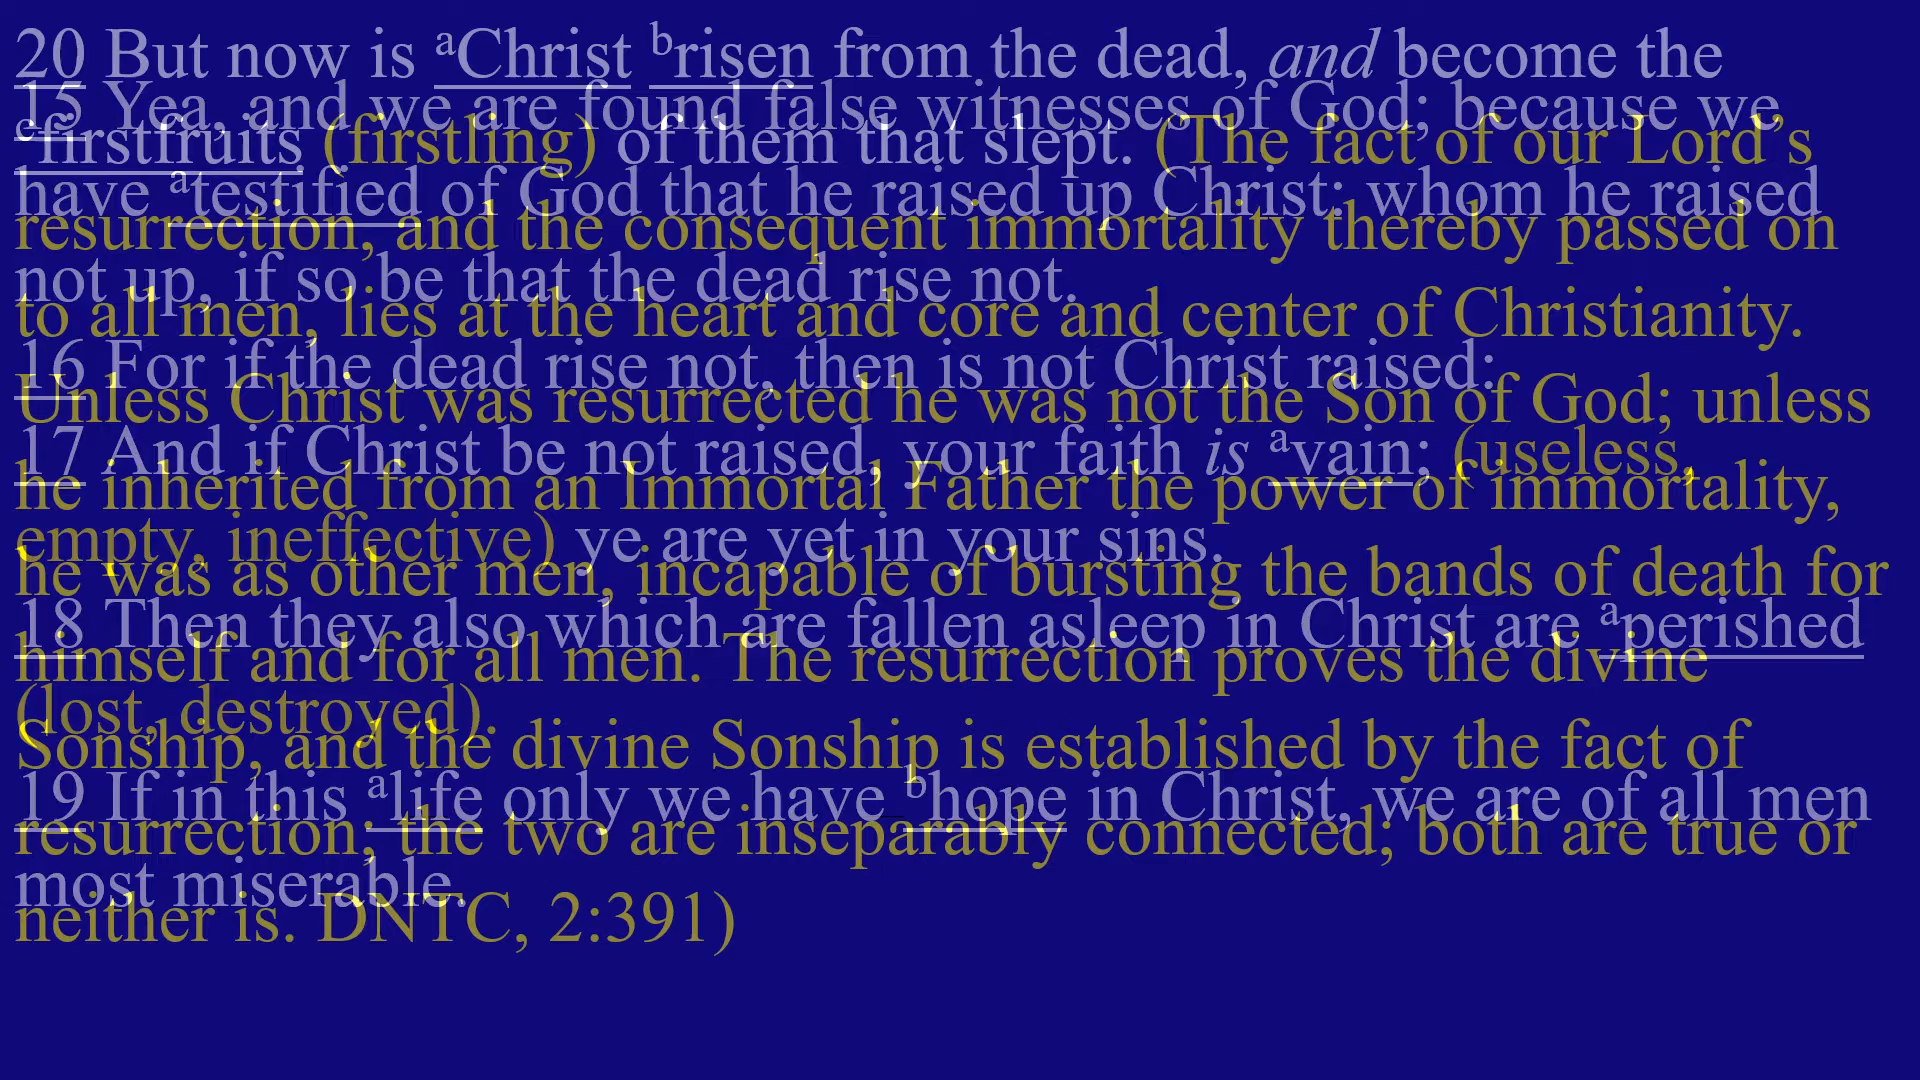 20 But now is aChrist brisen from the dead, and become the
15 Yea, and we are found false witnesses of God; because we
cfirstfruits (firstling) of them that slept. (The fact of our Lord’s
have atestified of God that he raised up Christ: whom he raised
resurrection, and the consequent immortality thereby passed on
not up, if so be that the dead rise not.
to all men, lies at the heart and core and center of Christianity.
16 For if the dead rise not, then is not Christ raised:
Unless Christ was resurrected he was not the Son of God; unless
17 And if Christ be not raised, your faith is avain; (useless,
he inherited from an Immortal Father the power of immortality,
empty, ineffective) ye are yet in your sins.
he was as other men, incapable of bursting the bands of death for
18 Then they also which are fallen asleep in Christ are aperished
himself and for all men. The resurrection proves the divine
(lost, destroyed).
Sonship, and the divine Sonship is established by the fact of
19 If in this alife only we have bhope in Christ, we are of all men
resurrection; the two are inseparably connected; both are true or
most miserable.
neither is. DNTC, 2:391)